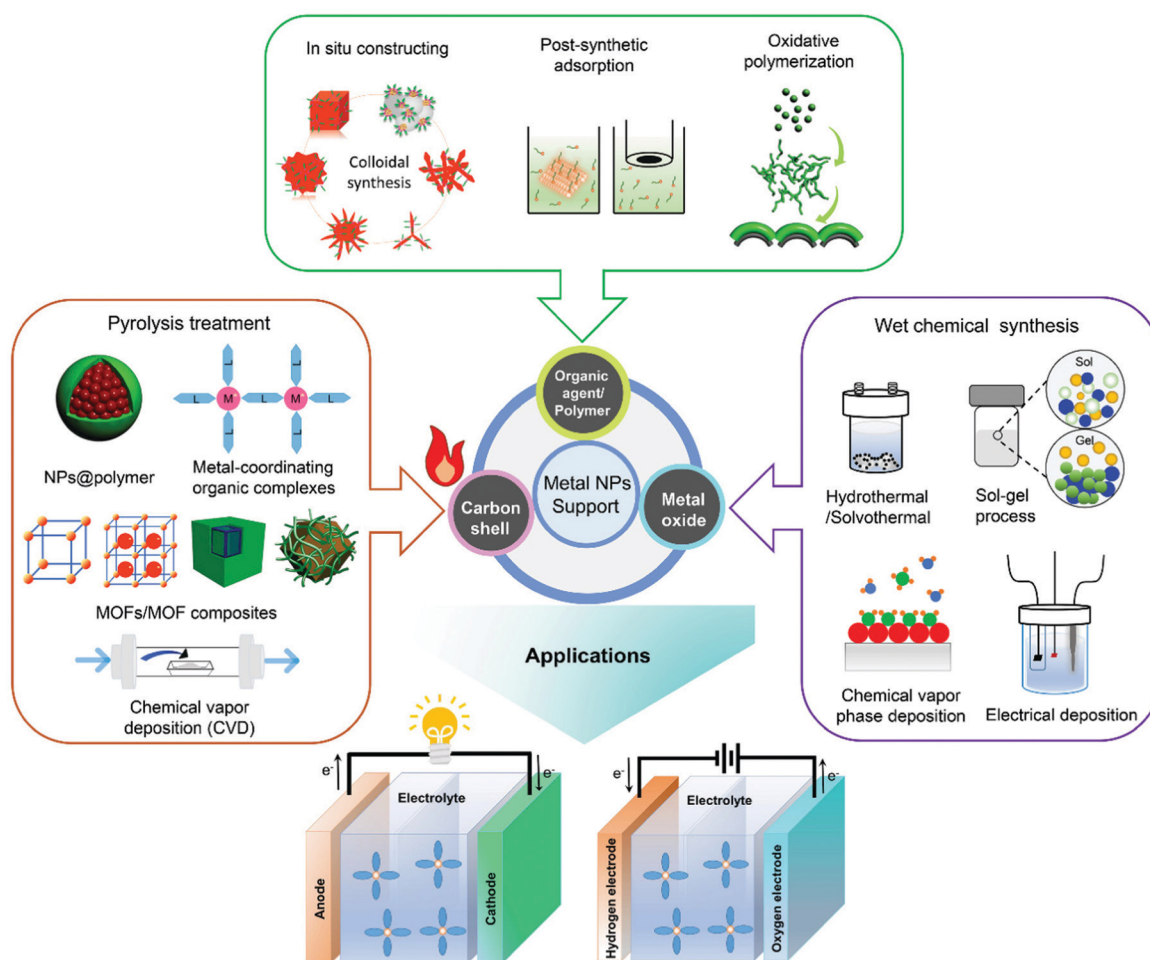 In situ constructing
Colloidal
synthesis
Post-synthetic
adsorption
Oxidative
polymerization
Pyrolysis treatment
NPs@polymer
L
L
L
M
L
M
L
L
L
Metal-coordinating
organic complexes
MOFs/MOF composites
Chemical vapor
deposition (CVD)
Organic
agent/
Polymer
Metal NPs
Support
Carbon
shell
Metal
oxide
Wet chemical synthesis
Hydrothermal
/Solvothermal
Sol
Gel
Sol-gel
process
Chemical vapor
phase deposition
Electrical deposition
Applications
e-
Electrolyte
e-
Anode
Cathode
e-
Electrolyte
e-
Hydrogen electrode
Oxygen electrode